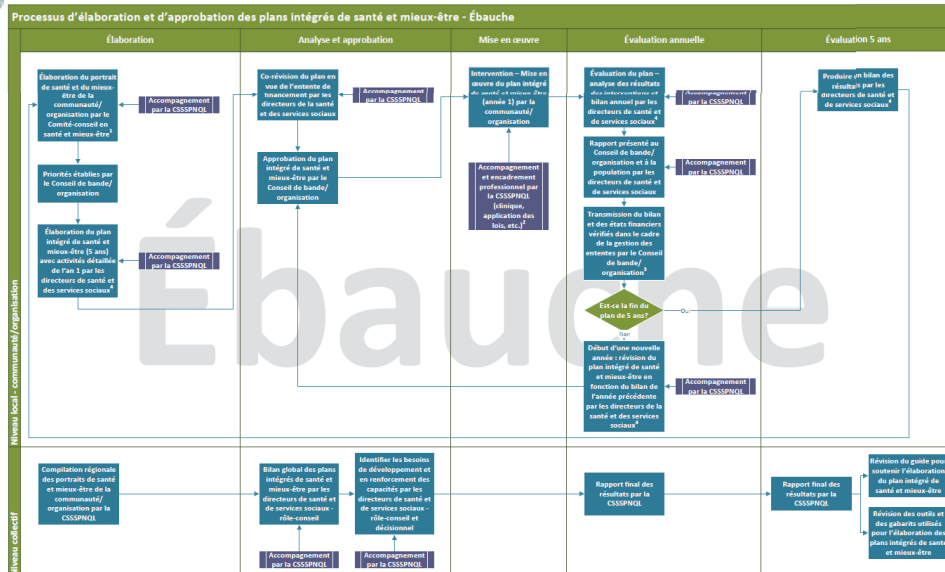 Processus d'élaboration et d'approbation des plans intégrés de santé et mieux-être - Ébauche
Élaboration
Analyse et approbation
Mise en œuvre
Évaluation annuelle
Évaluation 5 ans
Niveau local - communauté/organisation
Élaboration du portrait
de santé et du mieux-
être de la
communauté/
organisation par le
Comité-conseil en
santé et mieux-être
Accompagnement
par la CSSSPNQL
Priorités établies par
le Conseil de bande/
organisation
Élaboration du plan
intégré de santé et
mieux-être (5 ans)
avec activités détaillée
de l'an 1 par les
directeurs de santé et
des services sociaux
Accompagnement
par la CSSSPNQL
Co-révision du plan en
vue de l'entente de
financement par les
directeurs de la santé et
des services sociaux
Accompagnement
par la CSSSPNQL
Approbation du plan
intégré de santé et
mieux-être par le Conseil
de bande/organisation
Intervention – Mise en
œuvre du plan intégré
de santé et mieux être
(année 1) par la
communauté/
organisation
Accompagnement
et encadrement
professionnel par
la CSSSPNQL
(clinique,
application des
lois, etc.)²
Évaluation du plan –
analyse des résultats
des interventions et
bilan annuel par les
directeurs de santé et
de services sociaux⁴
Accompagnement
par la CSSSPNQL
Rapport présenté au
Conseil de bande/
organisation et à la
population par les
directeurs de santé et
de services sociaux
Accompagnement
par la CSSSPNQL
Transmission du bilan
et des états financiers
vérifiés dans le cadre
de la gestion des
ententes par le Conseil
de bande/
organisation³
Est-ce la fin du
plan de 5 ans?
Oui
Non
Début d'une nouvelle
année : révision du
plan intégré de santé
et mieux-être en
fonction du bilan de
l'année précédente
par les directeurs de la
santé et des services
sociaux⁴
Accompagnement
par la CSSSPNQL
Produire un bilan des
résultats par les
directeurs de santé et
de services sociaux⁴
Ébauche
Niveau collectif
Compilation régionale
des portraits de santé
et mieux-être de la
communauté/
organisation par la
CSSSPNQL
Bilan global des plans
intégrés de santé et
mieux-être par les
directeurs de santé et
de services sociaux -
rôle-conseil
Accompagnement
par la CSSSPNQL
Identifier les besoins
de développement et
en renforcement des
capacités par les
directeurs de santé et
de services sociaux -
rôle-conseil et
décisionnel
Accompagnement
par la CSSSPNQL
Rapport final des
résultats par la
CSSSPNQL
Rapport final des
résultats par la
CSSSPNQL
Révision du guide pour
soutenir l'élaboration
du plan intégré de
santé et mieux-être
Révision des outils et
des gabarits utilisés
pour l'élaboration des
plans intégrés de santé
et mieux-être